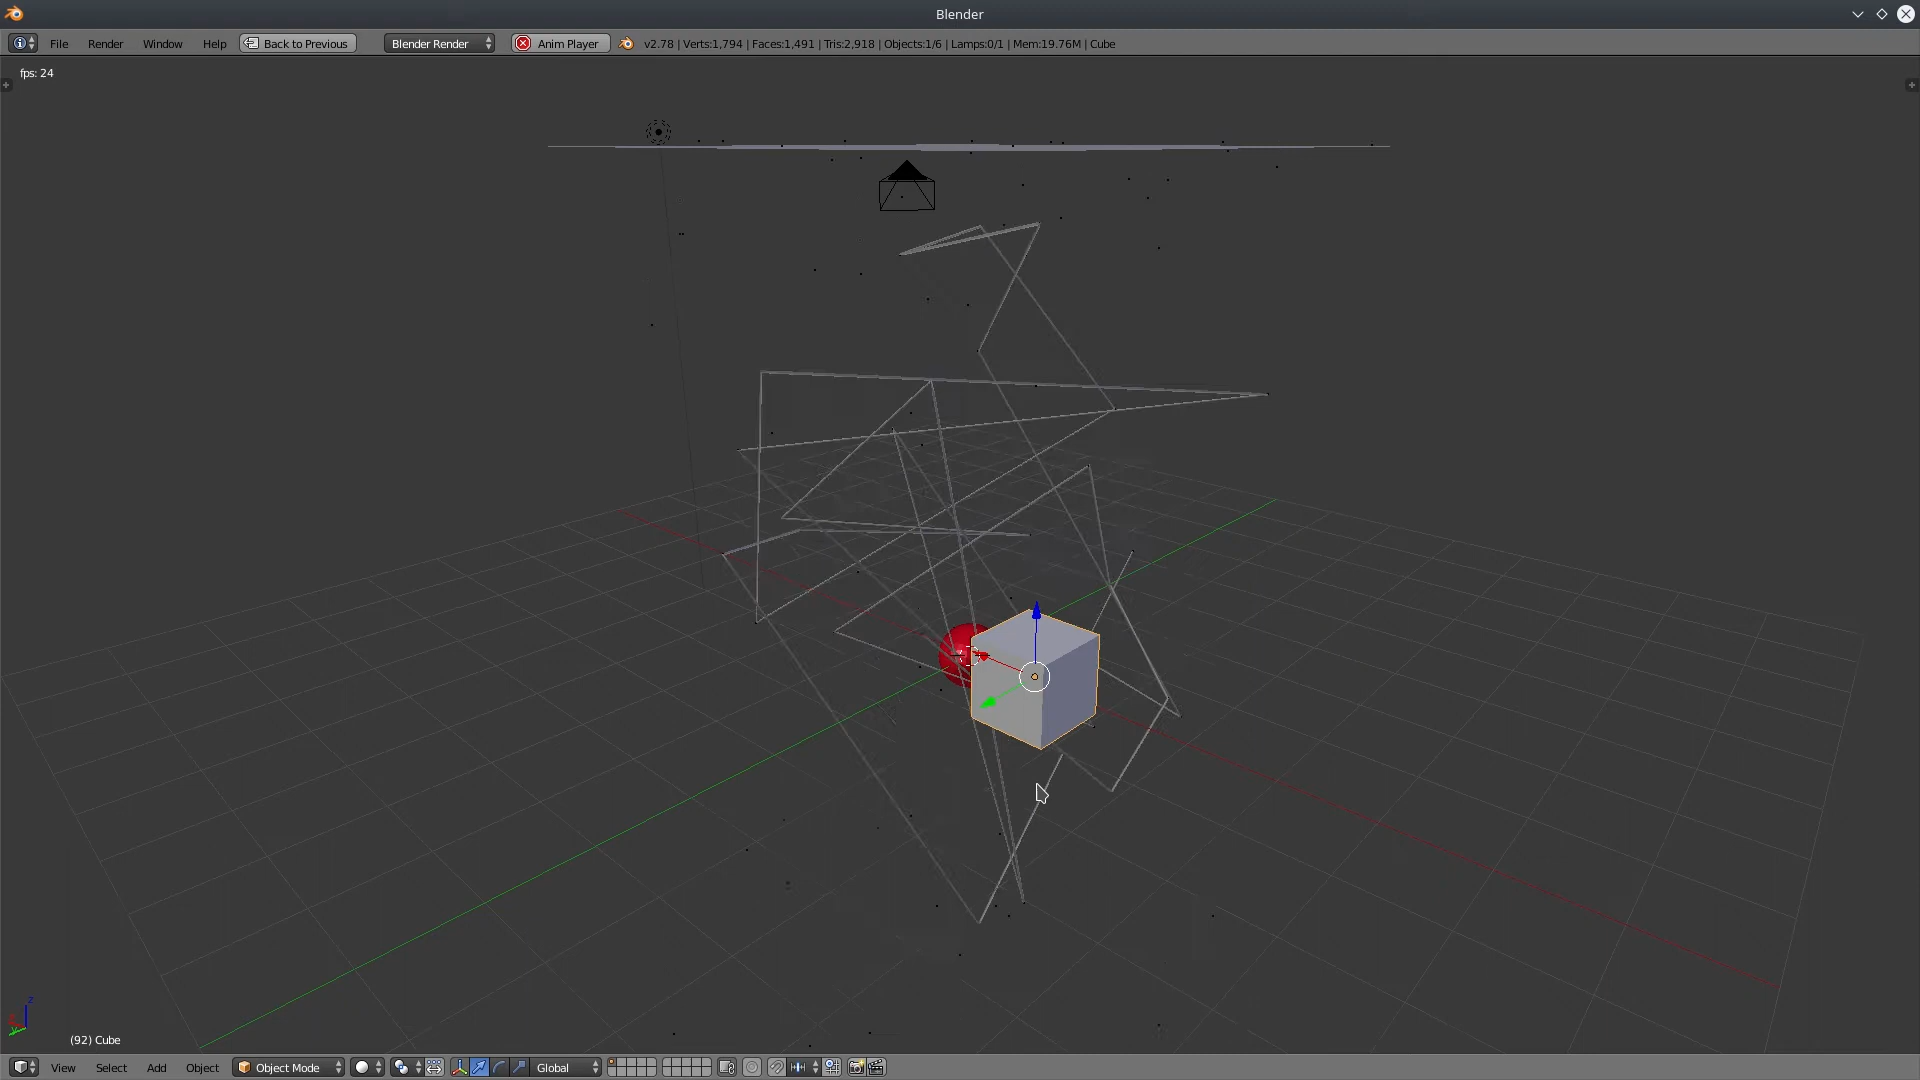 Blender
File Render Window Help Back to Previous Blender Render Anim Player v2.78 | Verts:1,794 | Faces:1,491 | Tris:2,918 | Objects:1/6 | Lamps:0/1 | Mem:19.76M | Cube
fps: 24
z
(92) Cube
View Select Add Object Object Mode Global